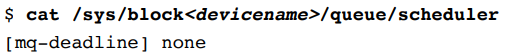 $ cat /sys/block<devicename>/queue/scheduler
[mq-deadline] none